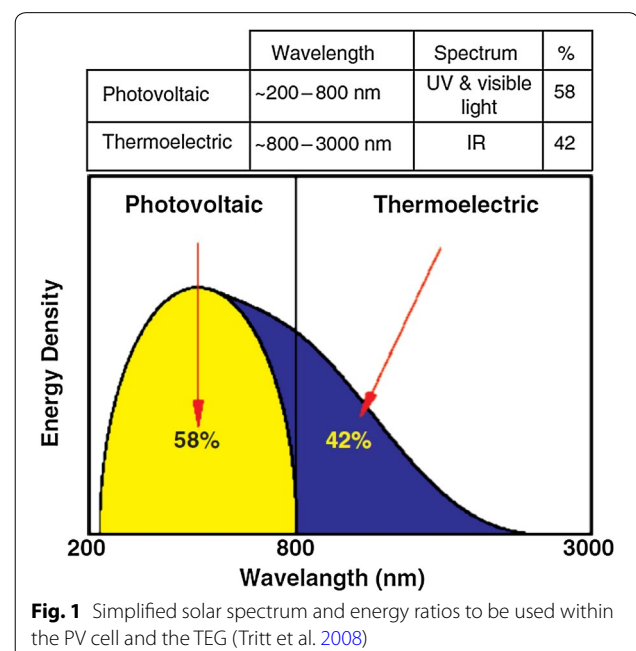 Wavelength Spectrum %
Photovoltaic ~200–800 nm UV & visible light 58
Thermoelectric ~800–3000 nm IR 42
Photovoltaic Thermoelectric
Energy Density
58% 42%
200 800 3000
Wavelangth (nm)
Fig. 1 Simplified solar spectrum and energy ratios to be used within
the PV cell and the TEG (Tritt et al. 2008)